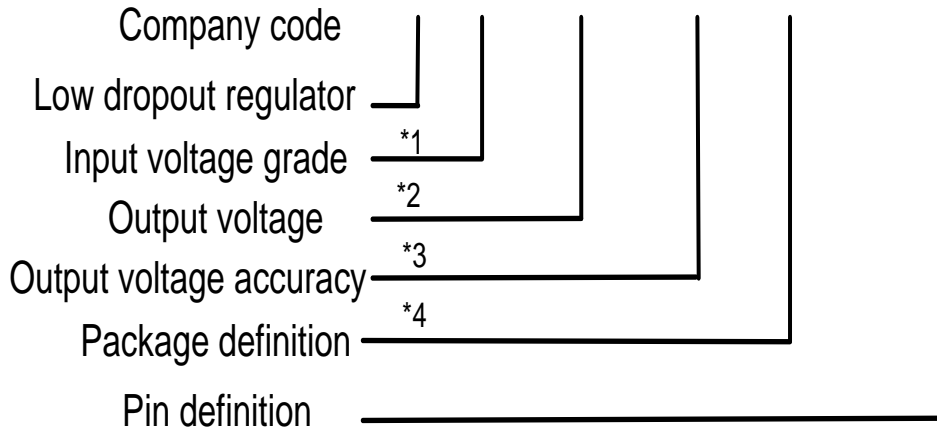 Company code
Low dropout regulator
*1
Input voltage grade
*2
Output voltage
*3
Output voltage accuracy
*4
Package definition
Pin definition